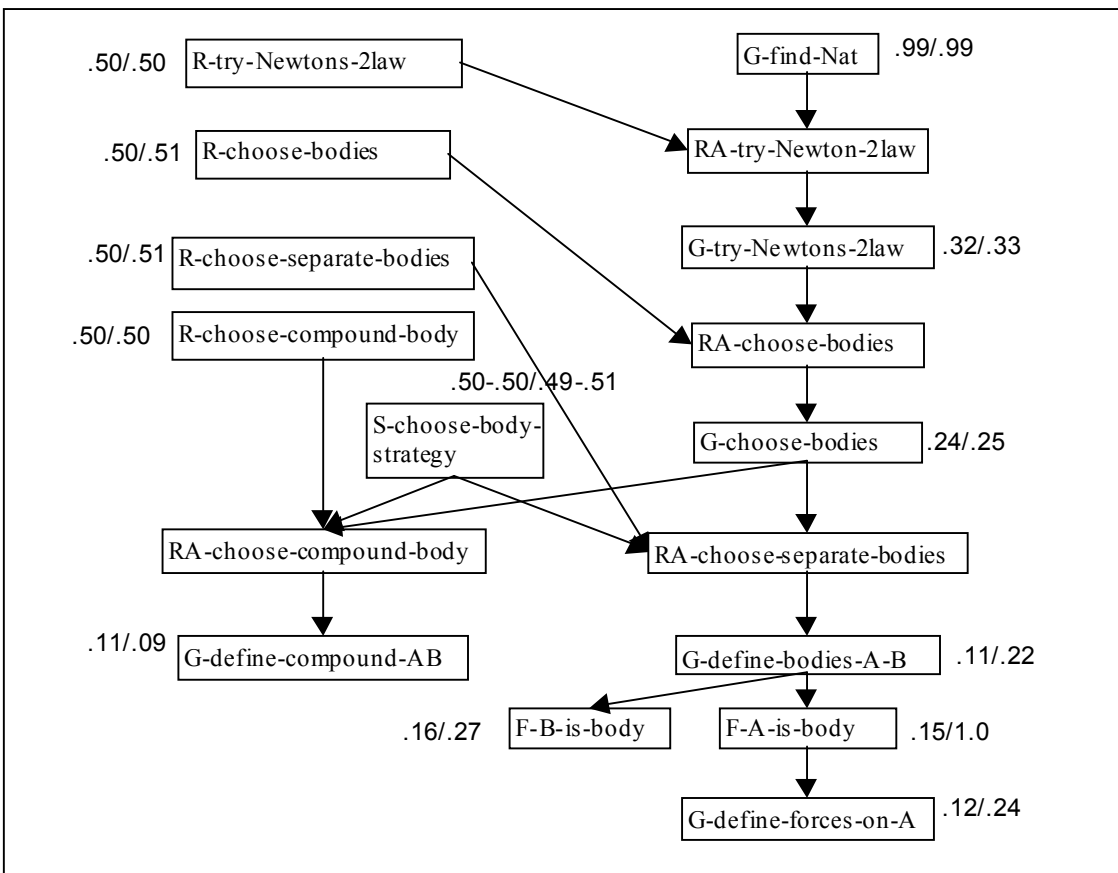 .50/.50
R-try-Newtons-2law
G-find-Nat
.99/.99
.50/.51
R-choose-bodies
RA-try-Newton-2law
.50/.51
R-choose-separate-bodies
G-try-Newtons-2law
.32/.33
.50/.50
R-choose-compound-body
RA-choose-bodies
.50-.50/.49-.51
S-choose-body-
strategy
G-choose-bodies
.24/.25
RA-choose-compound-body
RA-choose-separate-bodies
.11/.09
G-define-compound-AB
G-define-bodies-A-B
.11/.22
.16/.27
F-B-is-body
F-A-is-body
.15/1.0
G-define-forces-on-A
.12/.24